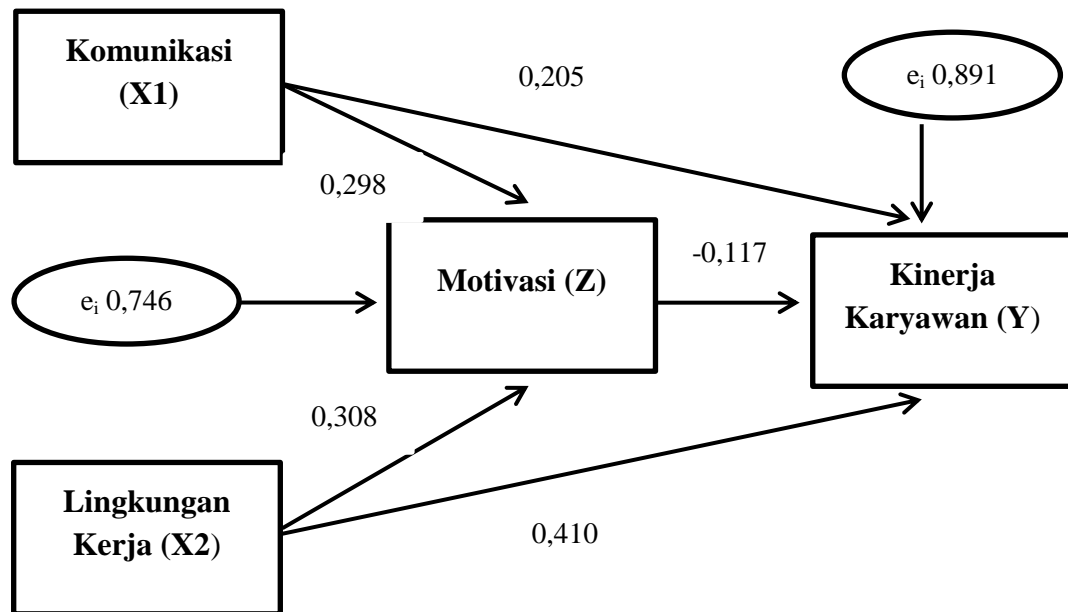 Komunikasi
(X1)
0,205
ei 0,891
0,298
Motivasi (Z)
-0,117
Kinerja
Karyawan (Y)
ei 0,746
0,308
Lingkungan
Kerja (X2)
0,410